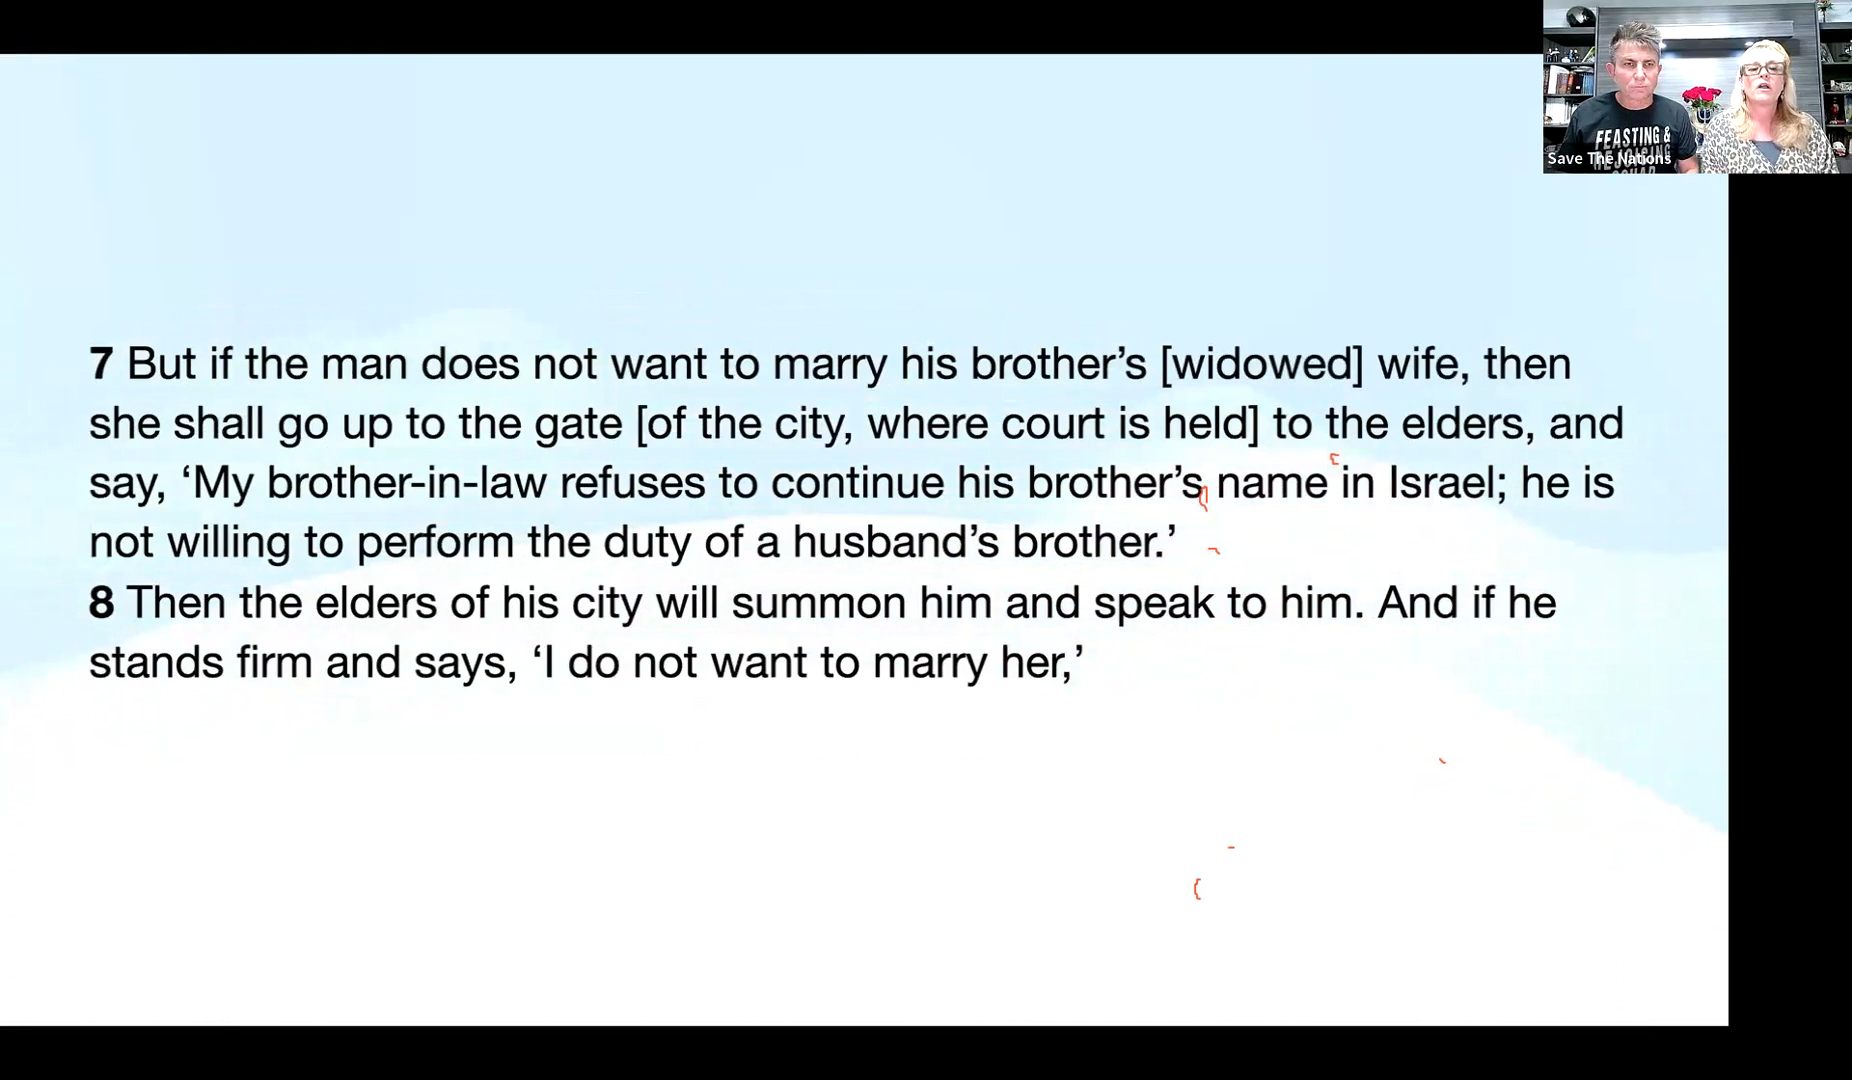 FEASTING &
REJOICING
SQUAD
Save The Nations
7 But if the man does not want to marry his brother’s [widowed] wife, then
she shall go up to the gate [of the city, where court is held] to the elders, and
say, ‘My brother-in-law refuses to continue his brother’s name in Israel; he is
not willing to perform the duty of a husband’s brother.’
8 Then the elders of his city will summon him and speak to him. And if he
stands firm and says, ‘I do not want to marry her,’